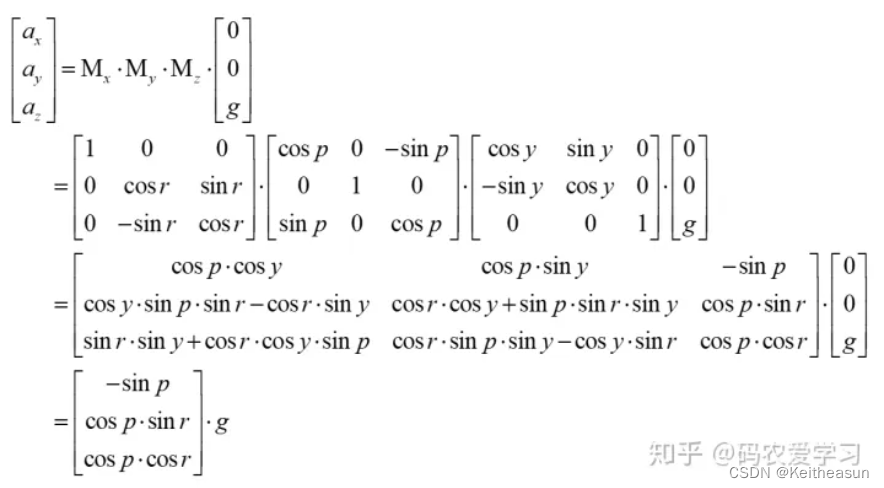 [a_x a_y a_z]ᵀ = M_x · M_y · M_z · [0 0 g]ᵀ
= [1 0 0; 0 cos r sin r; 0 −sin r cos r] · [cos p 0 −sin p; 0 1 0; sin p 0 cos p] · [cos y sin y 0; −sin y cos y 0; 0 0 1] · [0; 0; g]
= [cos p·cos y cos p·sin y −sin p; cos y·sin p·sin r−cos r·sin y cos r·cos y+sin p·sin r·sin y cos p·sin r; sin r·sin y+cos r·cos y·sin p cos r·sin p·sin y−cos y·sin r cos p·cos r] · [0; 0; g]
= [−sin p; cos p·sin r; cos p·cos r] · g
知乎 @码农爱学习
CSDN @Keitheasun